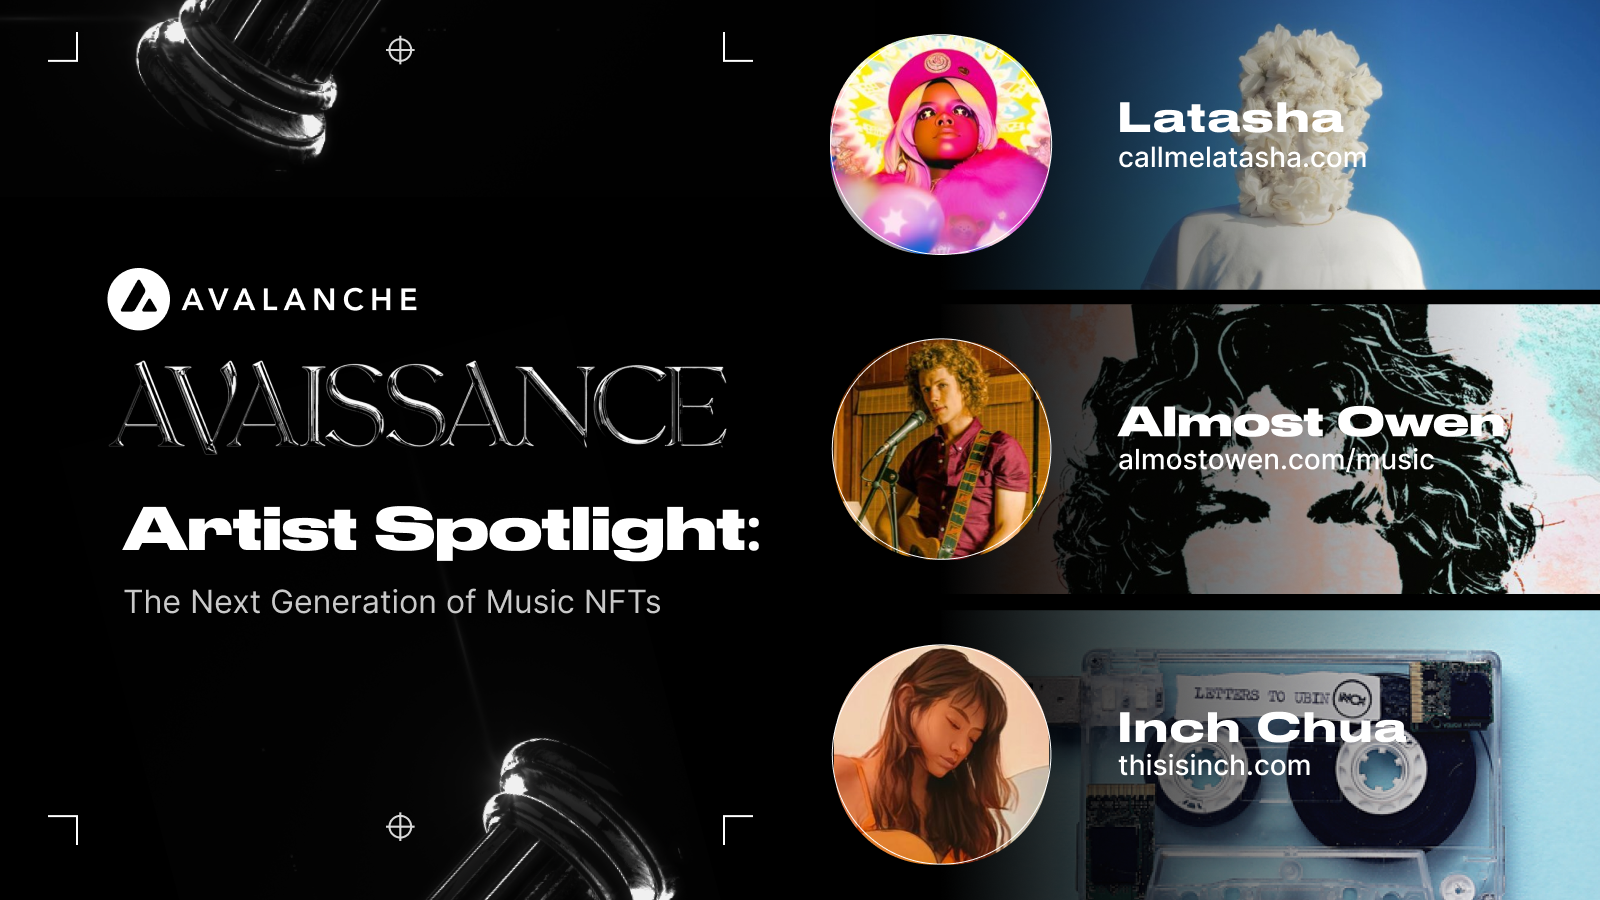 AVALANCHE
AVAISSANCE
Artist Spotlight:
The Next Generation of Music NFTs
Latasha
callmelatasha.com
Almost Owen
almostowen.com/music
LETTERS TO UBIN
INCH
Inch Chua
thisisinch.com